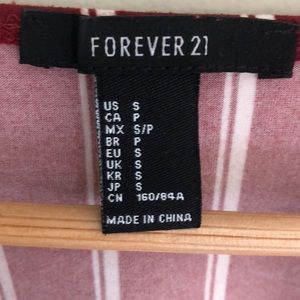 FOREVER 21
US S
CA P
MX S/P
BR P
EU S
UK S
KR S
JP S
CN 160/84A
MADE IN CHINA